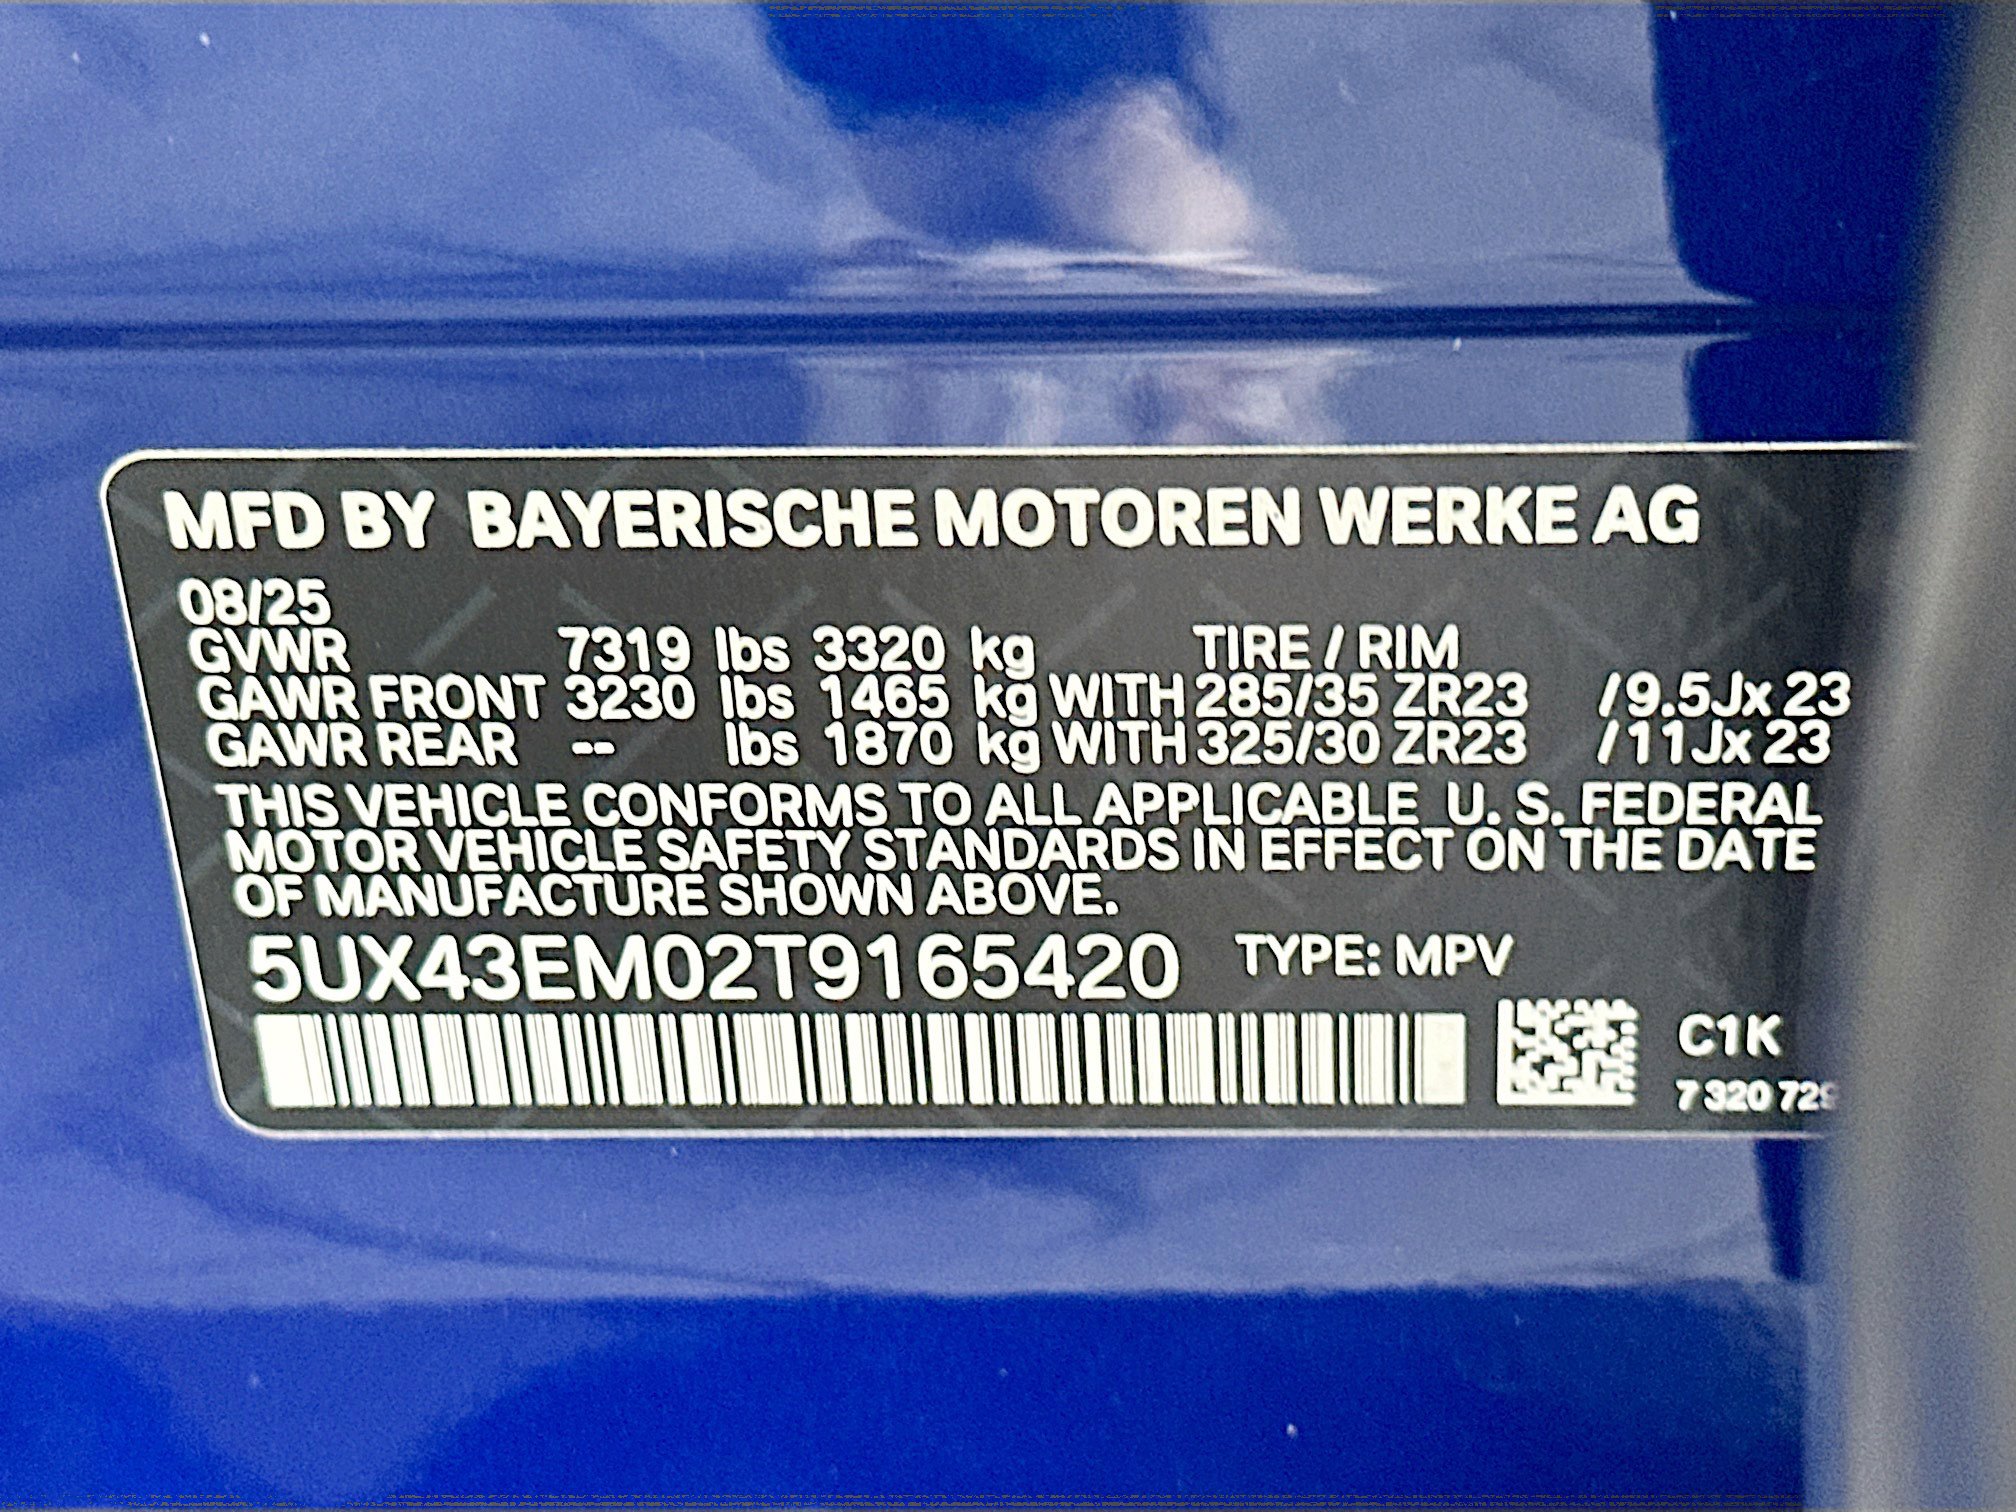 MFD BY BAYERISCHE MOTOREN WERKE AG
08/25
GVWR 7319 lbs 3320 kg TIRE / RIM
GAWR FRONT 3230 lbs 1465 kg WITH 285/35 ZR23 /9.5Jx 23
GAWR REAR -- lbs 1870 kg WITH 325/30 ZR23 /11Jx 23
THIS VEHICLE CONFORMS TO ALL APPLICABLE U. S. FEDERAL
MOTOR VEHICLE SAFETY STANDARDS IN EFFECT ON THE DATE
OF MANUFACTURE SHOWN ABOVE.
5UX43EM02T9165420 TYPE: MPV
C1K
7 320 729